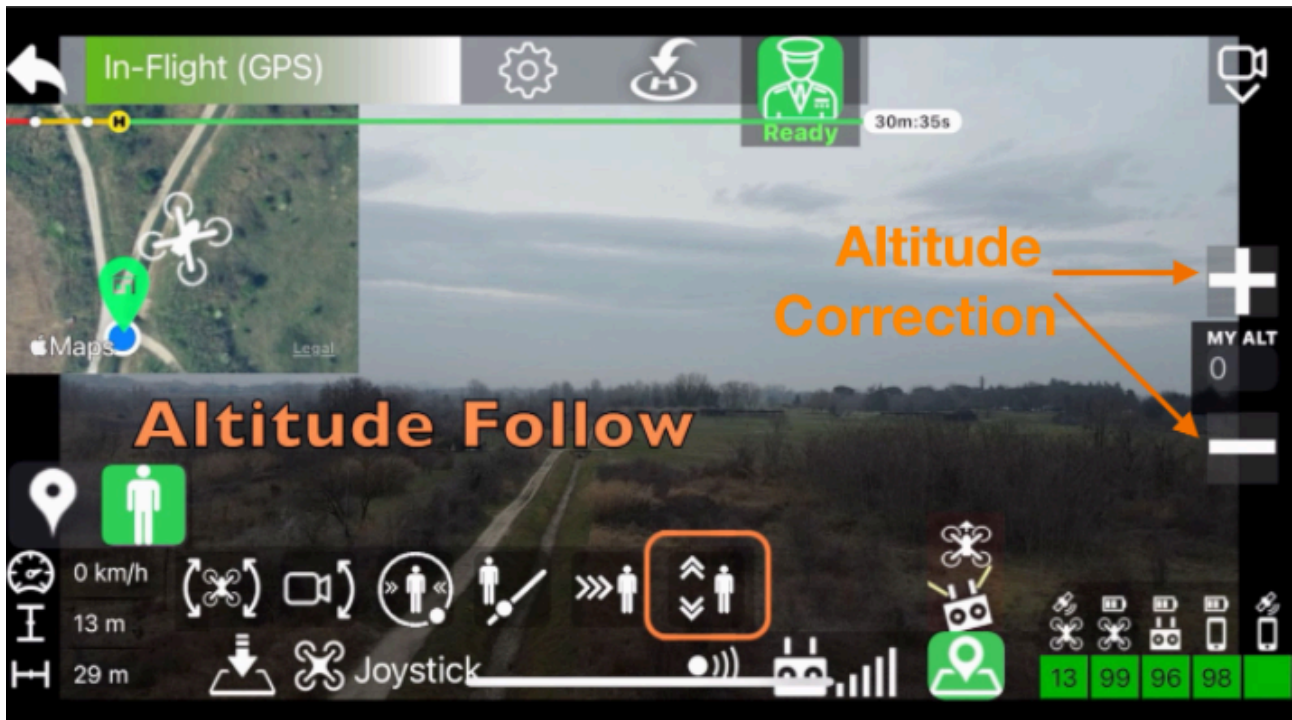 In-Flight (GPS)
Ready
30m:35s
H
Maps
Legal
Altitude
Correction
MY ALT
0
Altitude Follow
0 km/h
13 m
29 m
Joystick
13 99 96 98